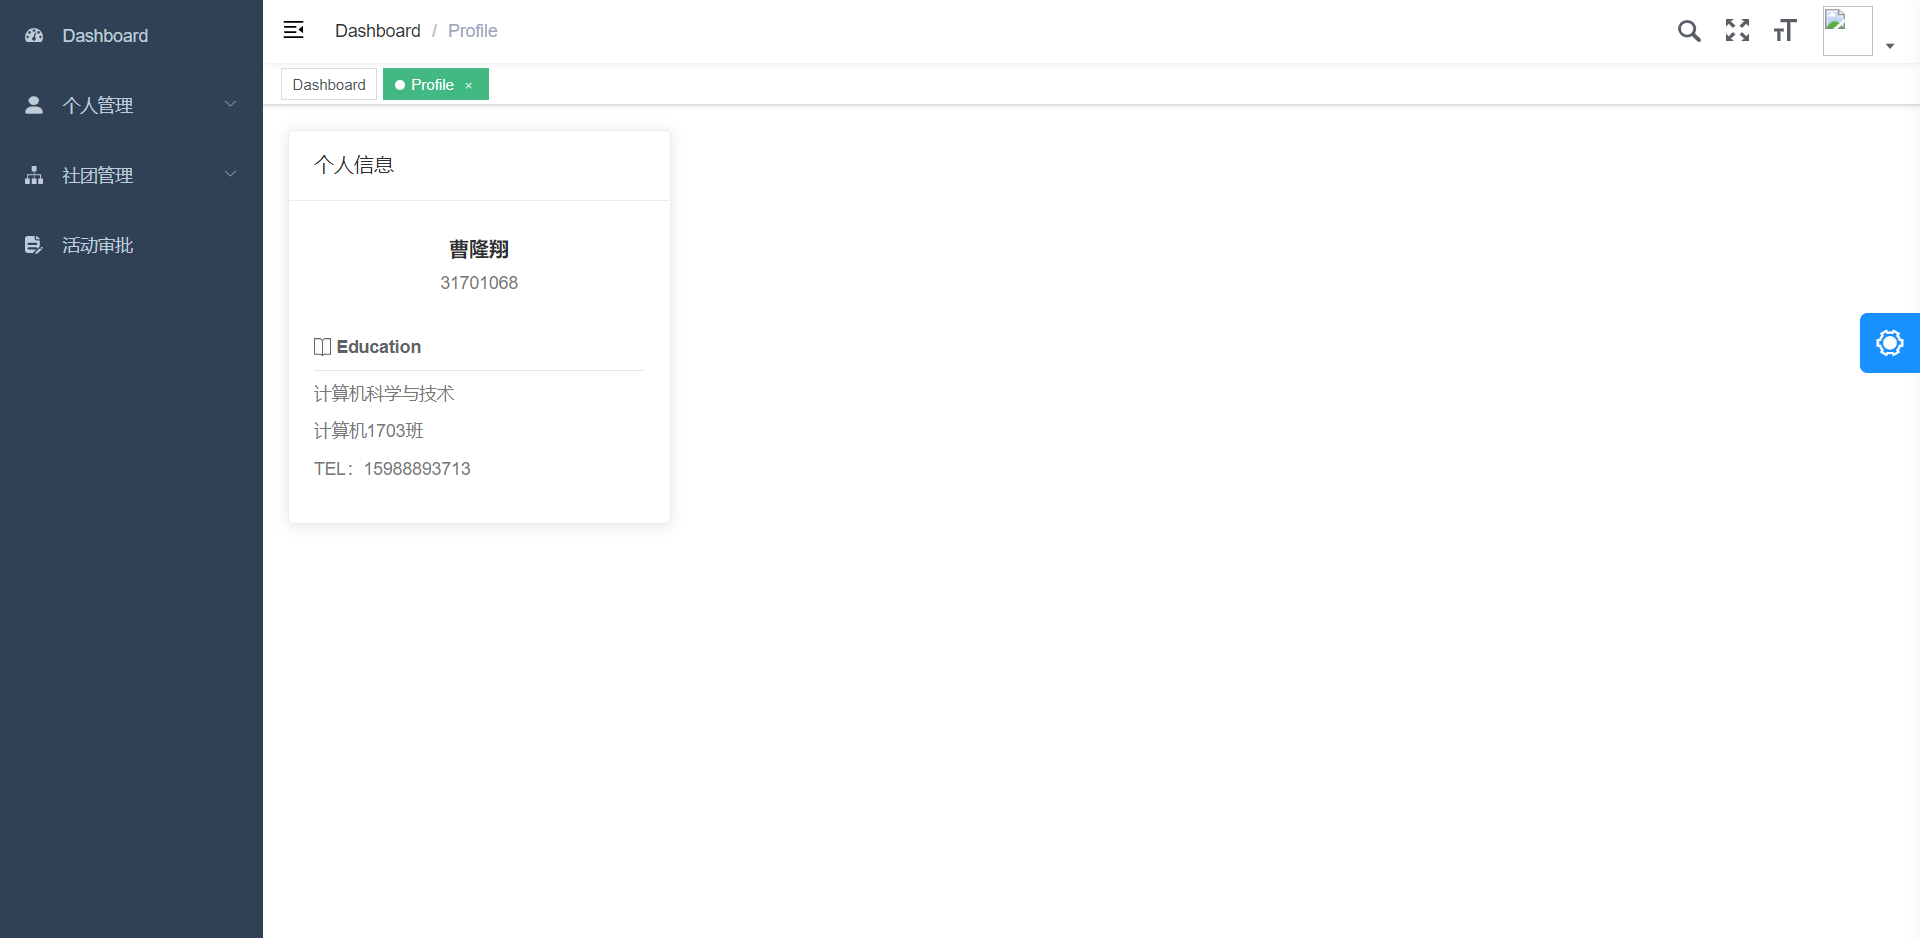 Dashboard
个人管理
社团管理
活动审批
Dashboard / Profile
Dashboard
Profile ×
个人信息
曹隆翔
31701068
Education
计算机科学与技术
计算机1703班
TEL：15988893713